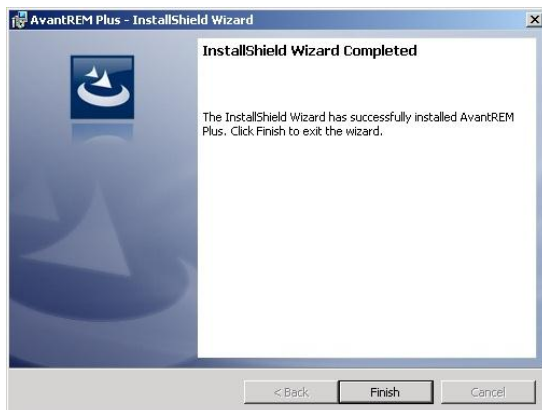 AvantREM Plus - InstallShield Wizard
InstallShield Wizard Completed
The InstallShield Wizard has successfully installed AvantREM
Plus. Click Finish to exit the wizard.
< Back
Finish
Cancel